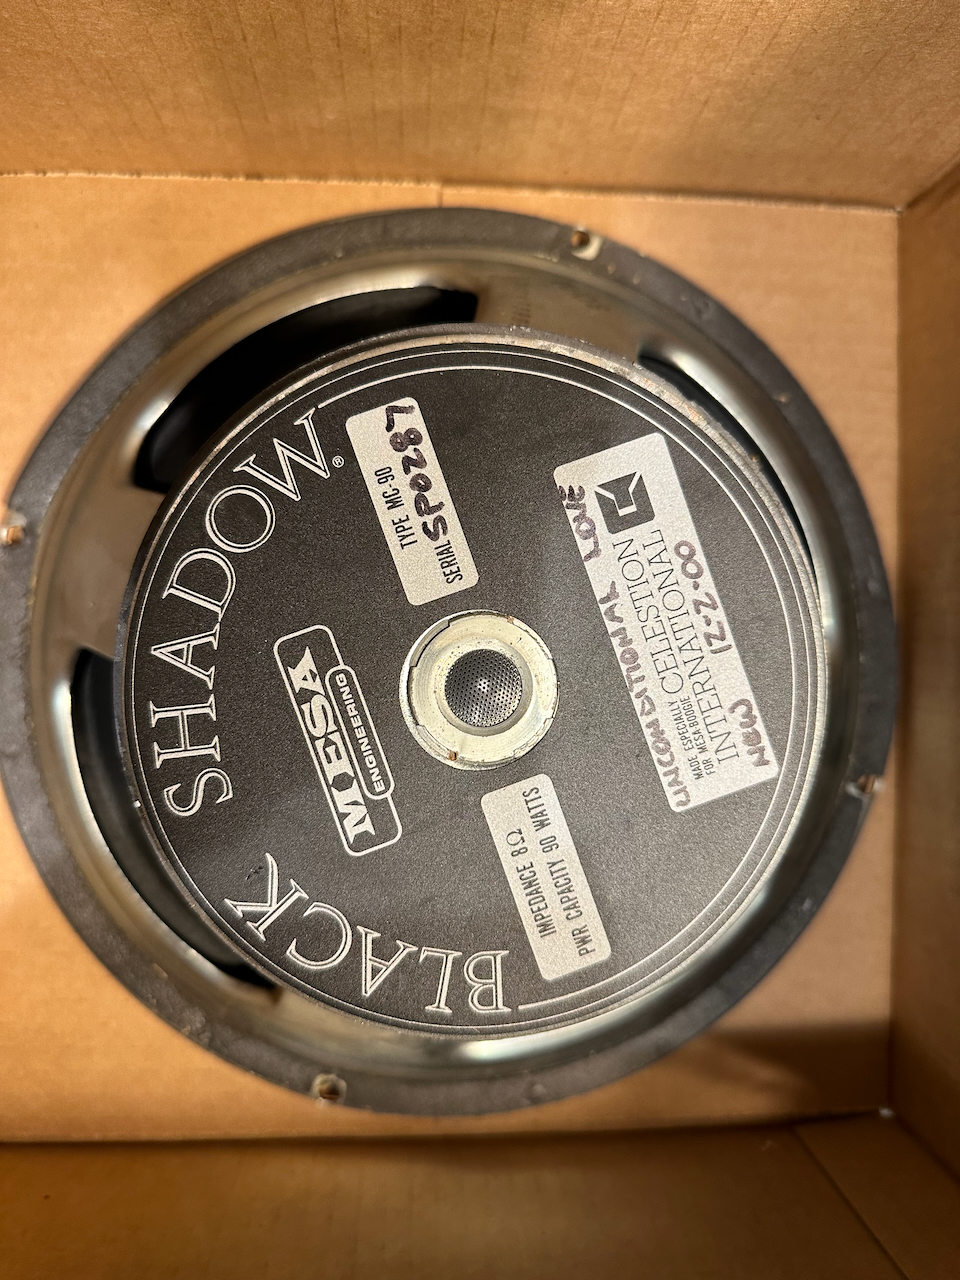 BLACK SHADOW®
MESA
ENGINEERING
TYPE MC-90
SERIAL SP0287
IMPEDANCE 8Ω
PWR CAPACITY 90 WATTS
UNCONDITIONAL LOVE
MADE ESPECIALLY
FOR MESA-BOOGIE
CELESTION
INTERNATIONAL
NEW 12-2-00